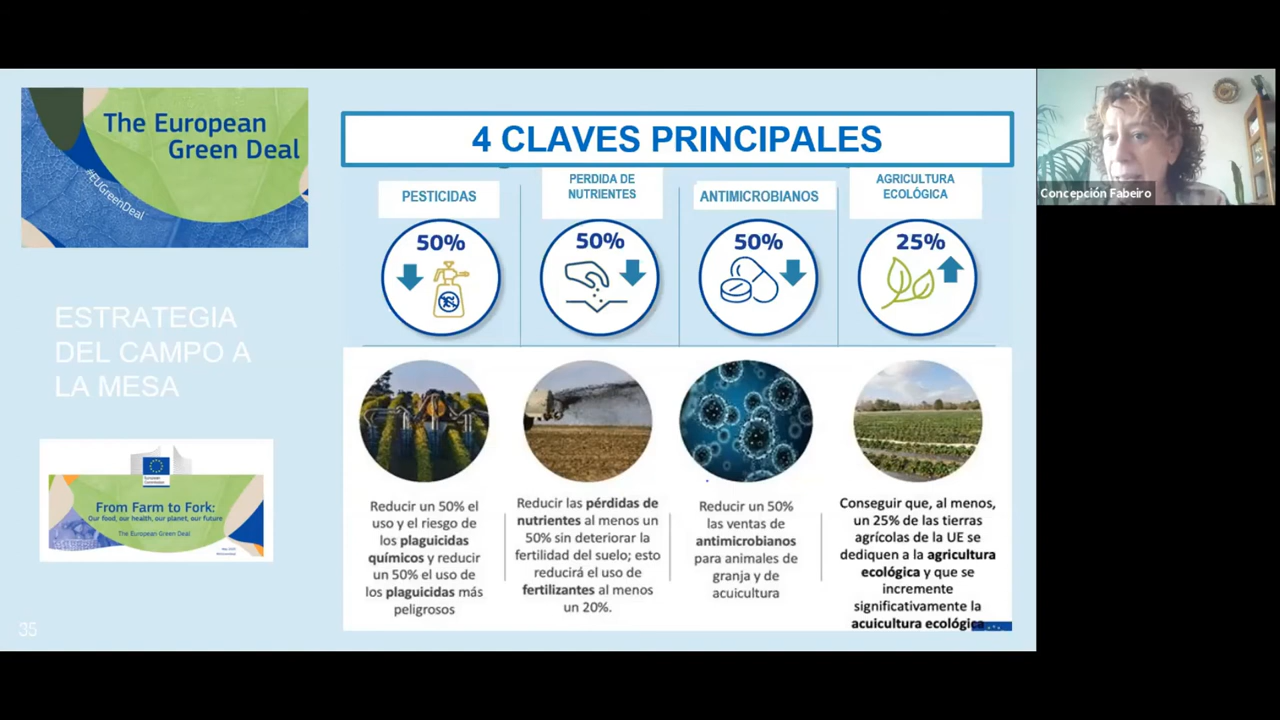 The European
Green Deal
#EUGreenDeal
4 CLAVES PRINCIPALES
PESTICIDAS
PERDIDA DE
NUTRIENTES
ANTIMICROBIANOS
AGRICULTURA
ECOLÓGICA
50%
50%
50%
25%
ESTRATEGIA
DEL CAMPO A
LA MESA
European
Commission
From Farm to Fork:
Our food, our health, our planet, our future
The European Green Deal
Reducir un 50% el
uso y el riesgo de
los plaguicidas
químicos y reducir
un 50% el uso de
los plaguicidas más
peligrosos
Reducir las pérdidas de
nutrientes al menos un
50% sin deteriorar la
fertilidad del suelo; esto
reducirá el uso de
fertilizantes al menos
un 20%.
Reducir un 50%
las ventas de
antimicrobianos
para animales de
granja y de
acuicultura
Conseguir que, al menos,
un 25% de las tierras
agrícolas de la UE se
dediquen a la agricultura
ecológica y que se
incremente
significativamente la
acuicultura ecológica
35
Concepción Fabeiro